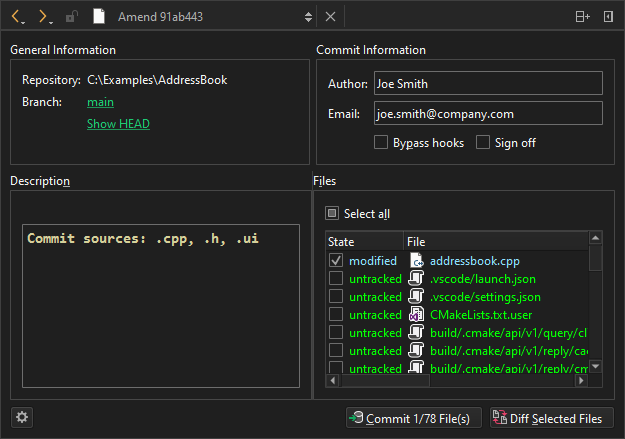 Amend 91ab443
General Information
Repository: C:\Examples\AddressBook
Branch: main
Show HEAD
Commit Information
Author: Joe Smith
Email: joe.smith@company.com
Bypass hooks Sign off
Description
Commit sources: .cpp, .h, .ui
Files
Select all
State File
modified addressbook.cpp
untracked .vscode/launch.json
untracked .vscode/settings.json
untracked CMakeLists.txt.user
untracked build/.cmake/api/v1/query/cl
untracked build/.cmake/api/v1/reply/cac
untracked build/.cmake/api/v1/reply/cm
Commit 1/78 File(s)
Diff Selected Files